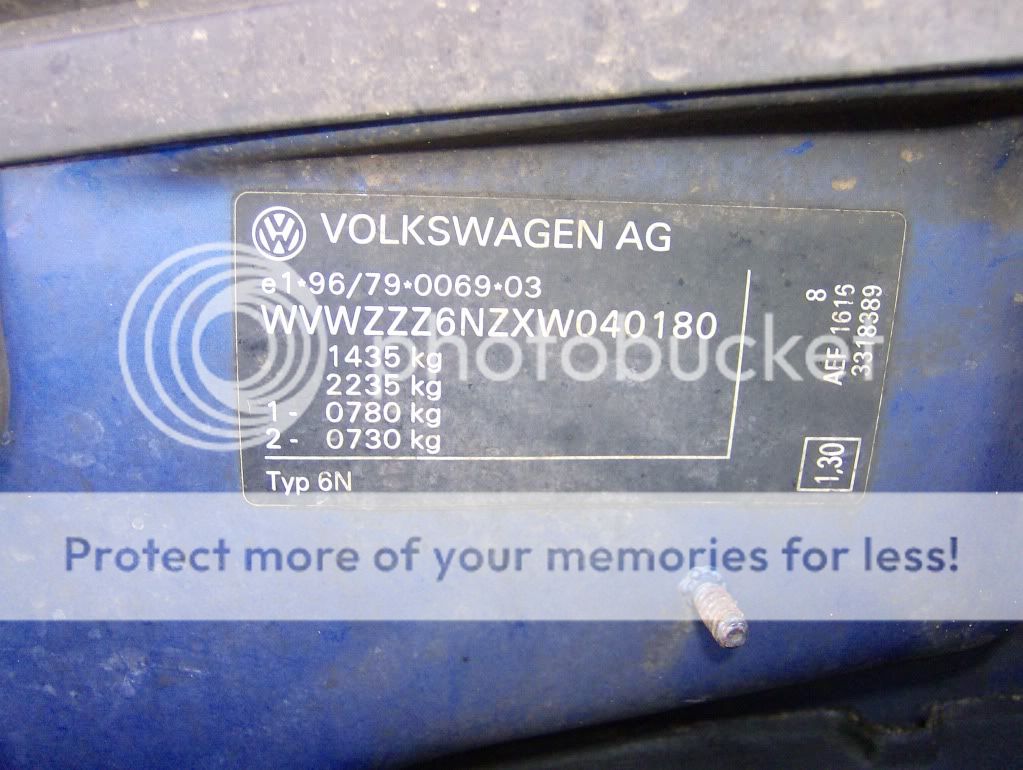 VOLKSWAGEN AG
e1*96/79*0069*03
WVWZZZ6NZXW040180
1435 kg
2235 kg
1 - 0780 kg
2 - 0730 kg
Typ 6N
8
AEE 1616
3318389
1,30
photobucket
Protect more of your memories for less!